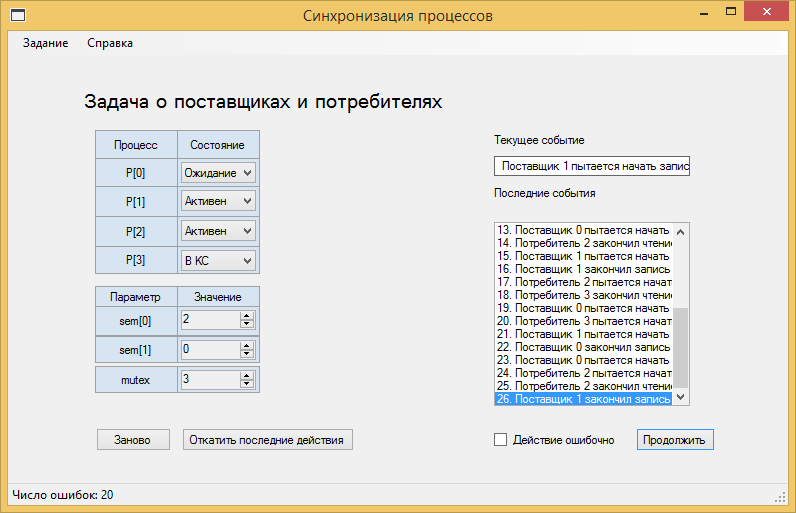 Синхронизация процессов
Задание Справка
Задача о поставщиках и потребителях
Процесс Состояние
P[0] Ожидание
P[1] Активен
P[2] Активен
P[3] В КС
Параметр Значение
sem[0] 2
sem[1] 0
mutex 3
Заново Откатить последние действия
Текущее событие
Поставщик 1 пытается начать запис
Последние события
13. Поставщик 0 пытается начать
14. Потребитель 2 закончил чтение
15. Поставщик 1 пытается начать
16. Поставщик 1 закончил запись
17. Потребитель 2 пытается начат
18. Потребитель 3 закончил чтение
19. Поставщик 0 пытается начать
20. Потребитель 3 пытается начат
21. Поставщик 1 пытается начать
22. Поставщик 0 закончил запись
23. Поставщик 0 пытается начать
24. Потребитель 2 пытается начат
25. Потребитель 2 закончил чтение
26. Поставщик 1 закончил запись
Действие ошибочно Продолжить
Число ошибок: 20